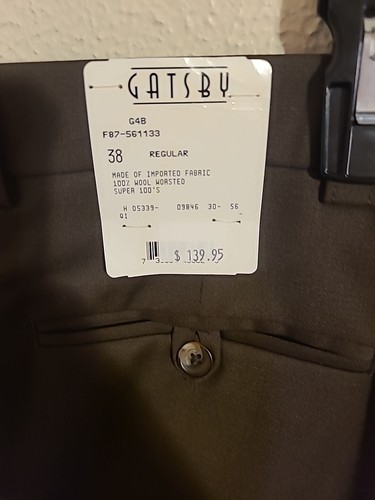 GATSBY
G4B
F87-561133
38 REGULAR
MADE OF IMPORTED FABRIC
100% WOOL WORSTED
SUPER 100'S
H 05339- 09846 30- 56
01
$ 139.95